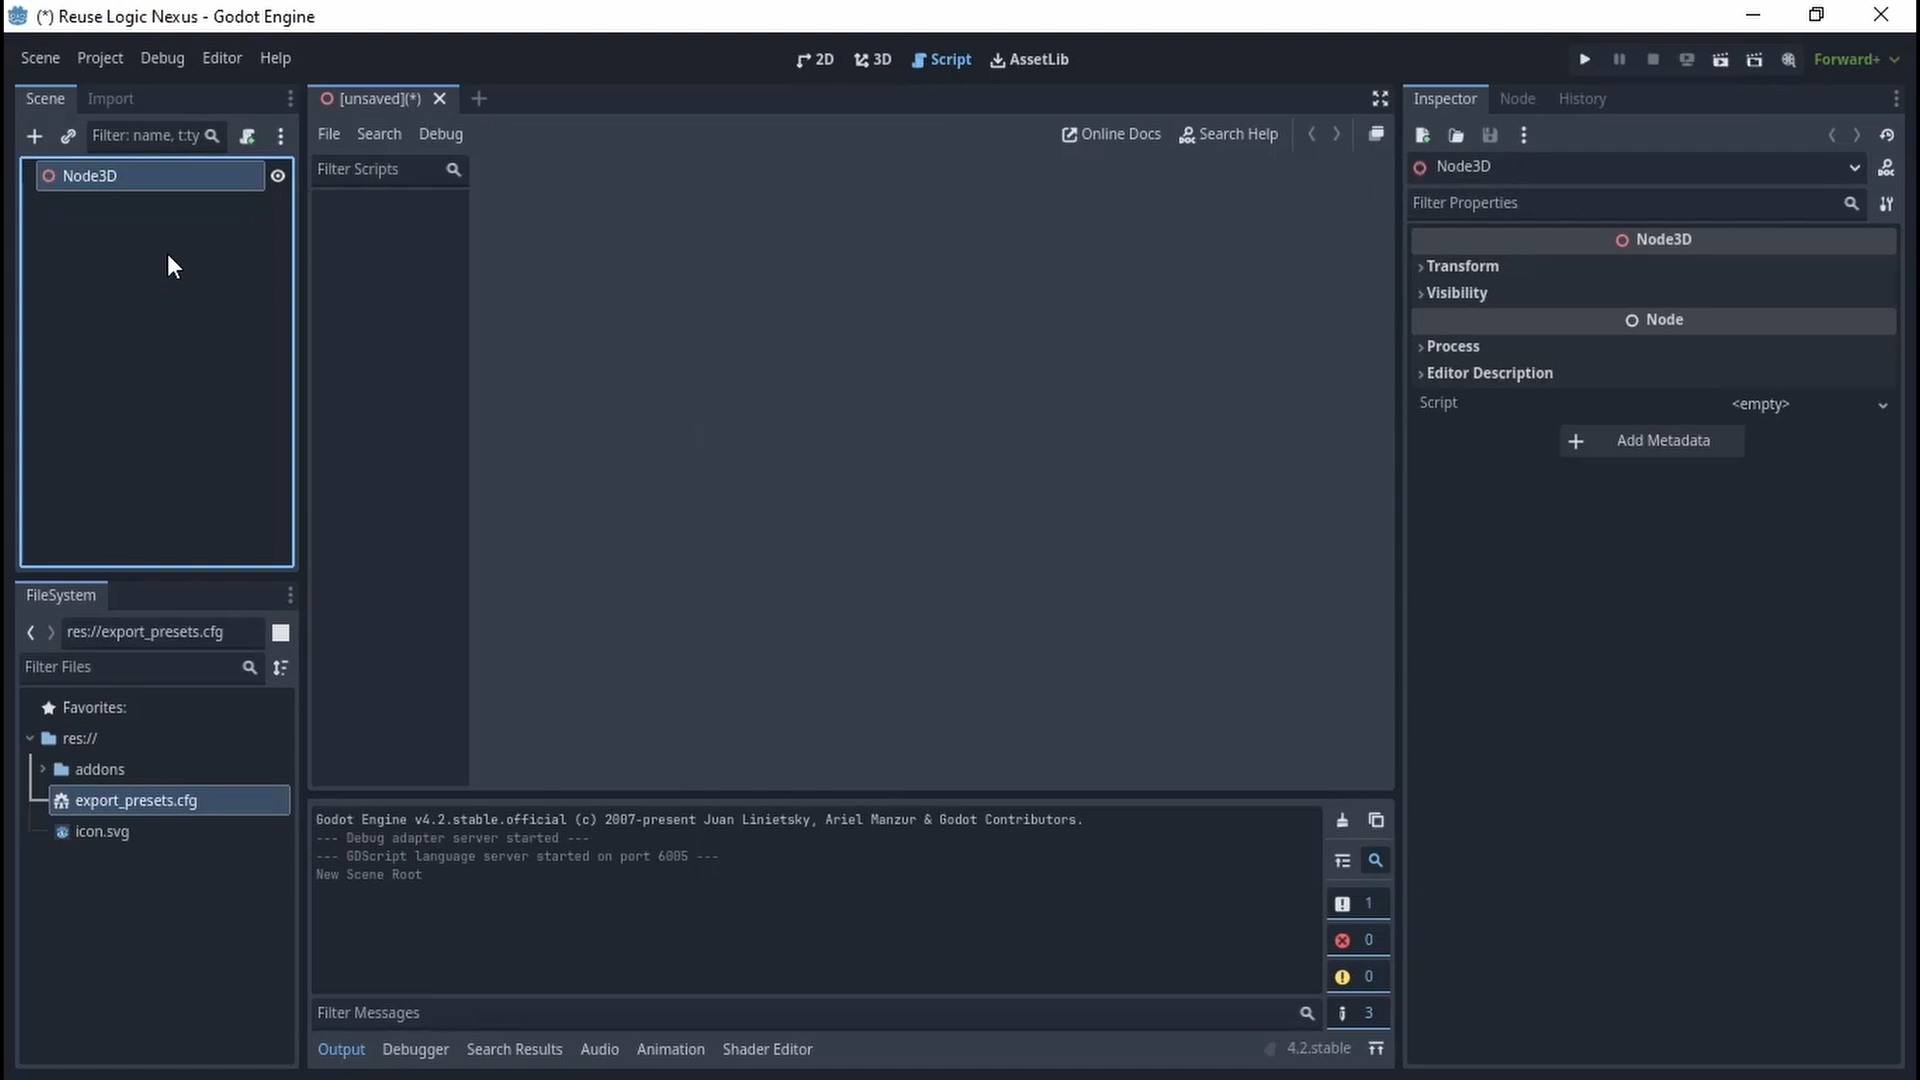 (*) Reuse Logic Nexus - Godot Engine
Scene Project Debug Editor Help
2D 3D Script AssetLib
Forward+
Scene Import
Filter: name, t:ty
Node3D
FileSystem
res://export_presets.cfg
Filter Files
Favorites:
res://
addons
export_presets.cfg
icon.svg
[unsaved](*)
File Search Debug
Online Docs Search Help
Filter Scripts
Godot Engine v4.2.stable.official (c) 2007-present Juan Linietsky, Ariel Manzur & Godot Contributors.
--- Debug adapter server started ---
--- GDScript language server started on port 6005 ---
New Scene Root
1
0
0
3
Filter Messages
Output Debugger Search Results Audio Animation Shader Editor
4.2.stable
Inspector Node History
Node3D
Filter Properties
Node3D
Transform
Visibility
Node
Process
Editor Description
Script <empty>
Add Metadata